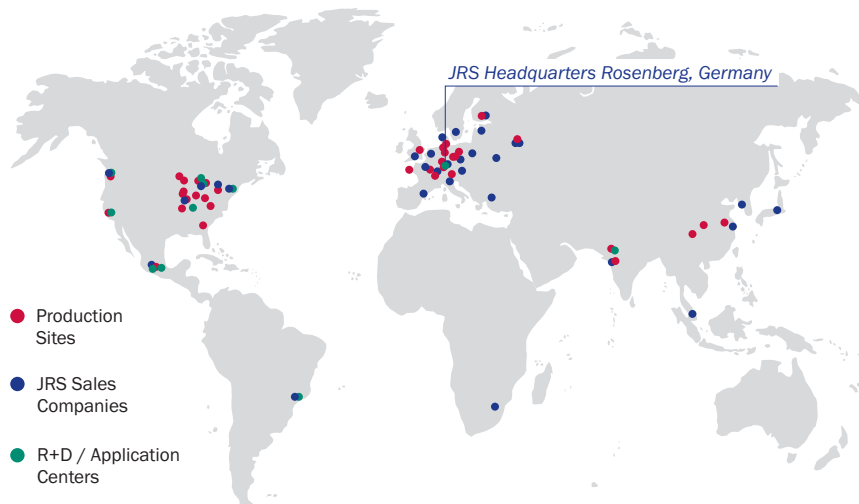 JRS Headquarters Rosenberg, Germany
Production
Sites
JRS Sales
Companies
R+D / Application
Centers